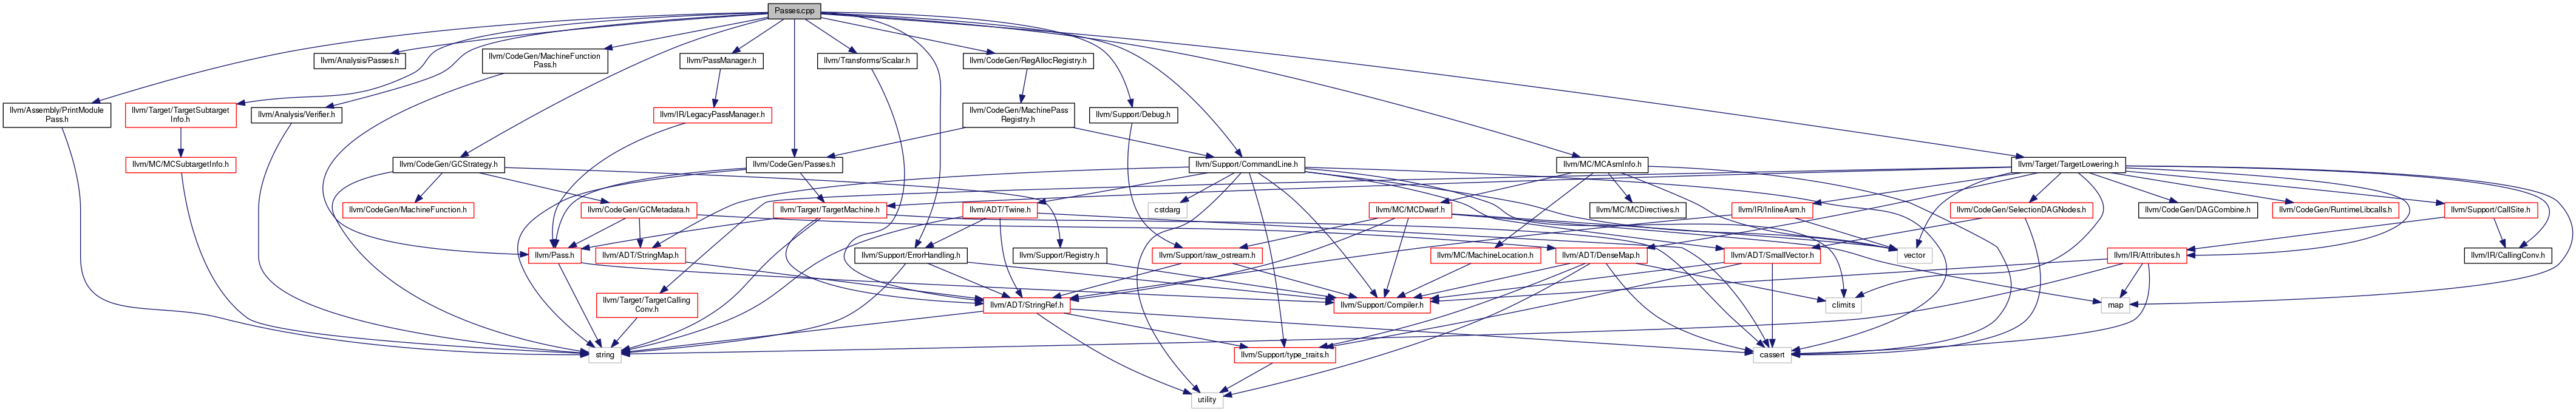 Passes.cpp
llvm/Analysis/Passes.h
llvm/CodeGen/MachineFunction
Pass.h
llvm/PassManager.h
llvm/Transforms/Scalar.h
llvm/CodeGen/RegAllocRegistry.h
llvm/Assembly/PrintModule
Pass.h
llvm/Target/TargetSubtarget
Info.h
llvm/Analysis/Verifier.h
llvm/IR/LegacyPassManager.h
llvm/CodeGen/MachinePass
Registry.h
llvm/Support/Debug.h
llvm/MC/MCSubtargetInfo.h
llvm/CodeGen/GCStrategy.h
llvm/CodeGen/Passes.h
llvm/Support/CommandLine.h
llvm/MC/MCAsmInfo.h
llvm/Target/TargetLowering.h
llvm/CodeGen/MachineFunction.h
llvm/CodeGen/GCMetadata.h
llvm/Target/TargetMachine.h
llvm/ADT/Twine.h
cstdarg
llvm/MC/MCDwarf.h
llvm/MC/MCDirectives.h
llvm/IR/InlineAsm.h
llvm/CodeGen/SelectionDAGNodes.h
llvm/CodeGen/DAGCombine.h
llvm/CodeGen/RuntimeLibcalls.h
llvm/Support/CallSite.h
llvm/Pass.h
llvm/ADT/StringMap.h
llvm/Support/ErrorHandling.h
llvm/Support/Registry.h
llvm/Support/raw_ostream.h
llvm/MC/MachineLocation.h
llvm/ADT/DenseMap.h
llvm/ADT/SmallVector.h
vector
llvm/IR/Attributes.h
llvm/IR/CallingConv.h
llvm/Target/TargetCalling
Conv.h
llvm/ADT/StringRef.h
llvm/Support/Compiler.h
climits
map
string
llvm/Support/type_traits.h
cassert
utility